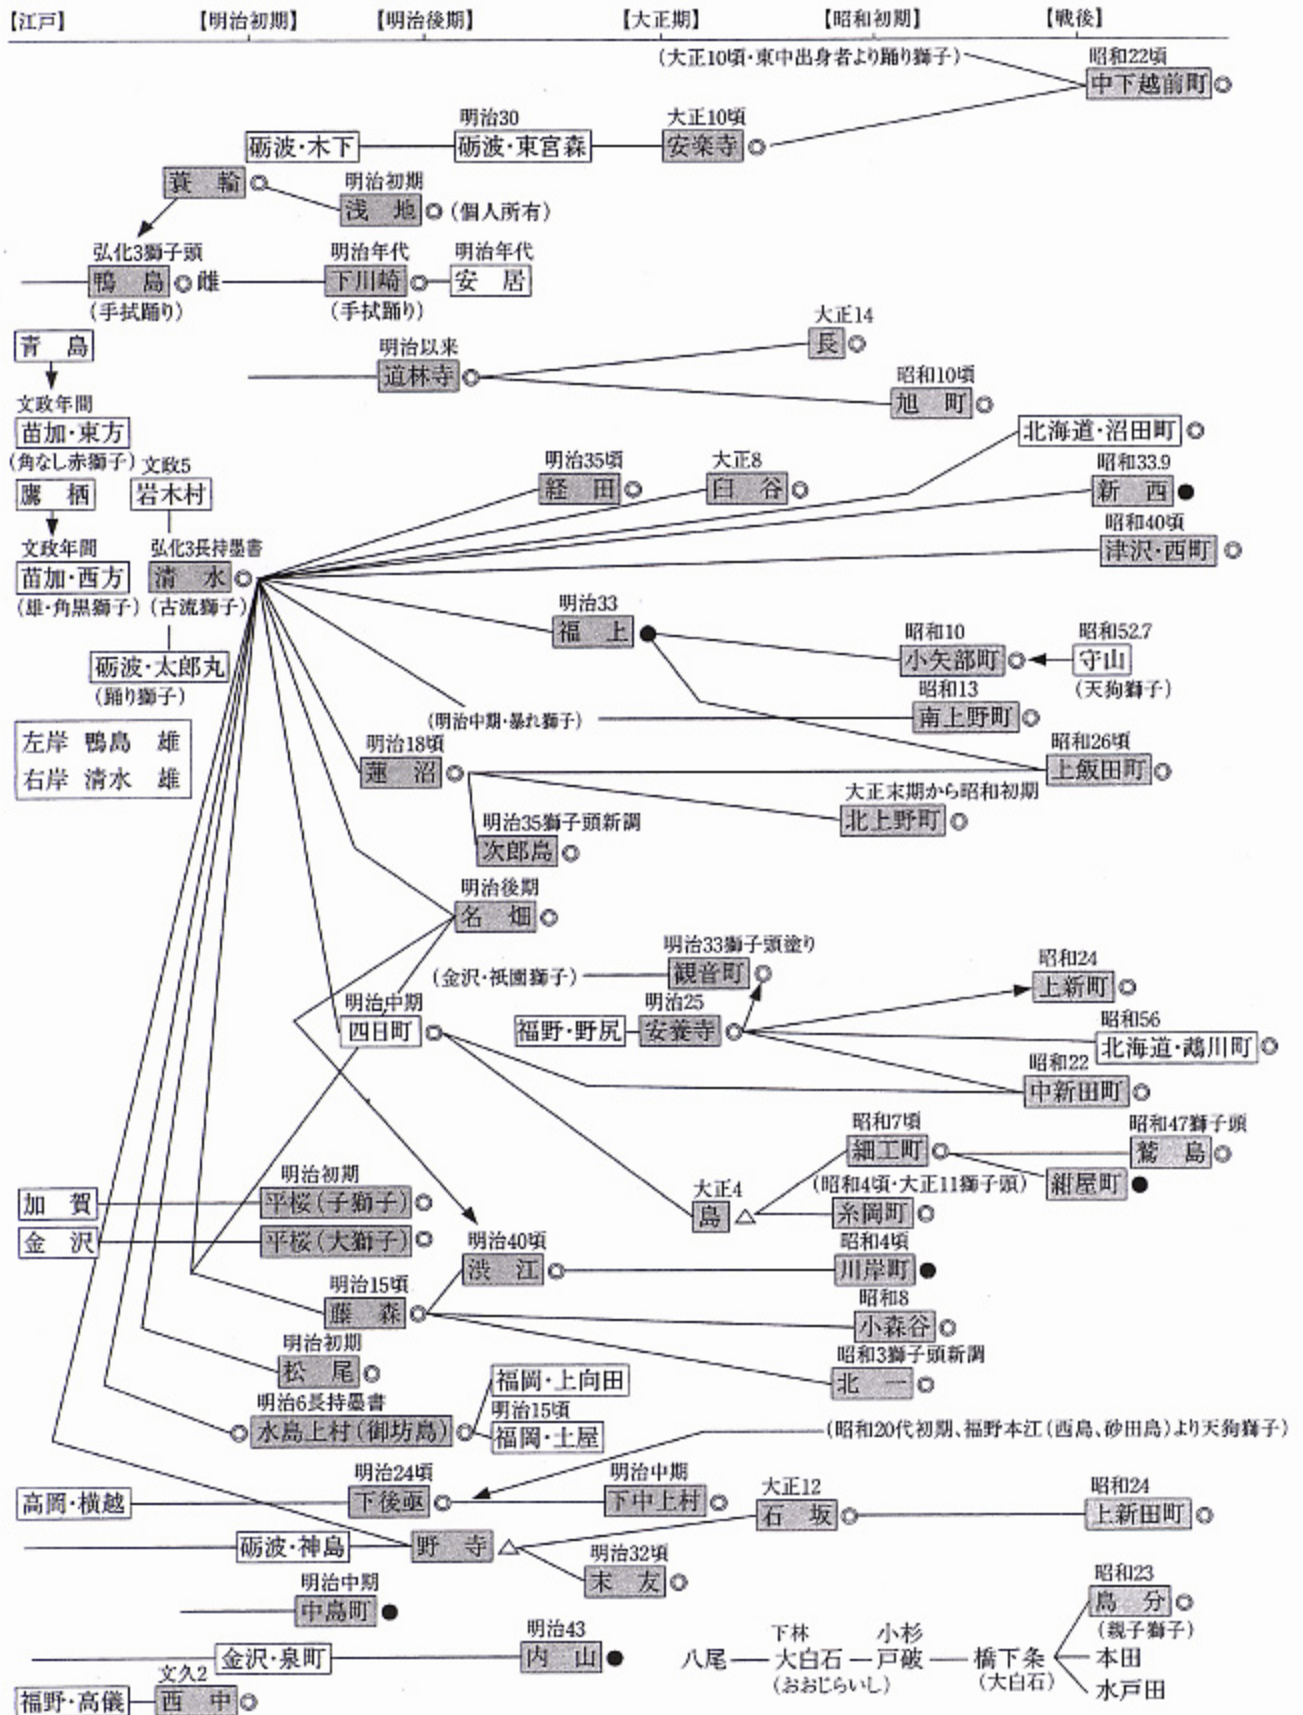 【江戸】 【明治初期】 【明治後期】 【大正期】 【昭和初期】 【戦後】
(大正10頃・東中出身者より踊り獅子)
昭和22頃
中下越前町◎
明治30
大正10頃
砺波・木下
砺波・東宮森
安楽寺◎
蓑 輪◎
明治初期
浅 地◎(個人所有)
弘化3獅子頭
明治年代
明治年代
鴨 島◎雌
下川崎◎
安 居
(手拭踊り)
(手拭踊り)
大正14
長◎
青 島
明治以来
道林寺◎
昭和10頃
旭 町◎
文政年間
苗加・東方
(角なし赤獅子)
北海道・沼田町◎
文政5
鷹 栖
岩木村
明治35頃
経 田◎
大正8
臼 谷◎
昭和33.9
新 西●
昭和40頃
津沢・西町◎
文政年間
苗加・西方
(雄・角黒獅子)
弘化3長持墨書
清 水◎
(古流獅子)
明治33
福 上●
昭和10
小矢部町◎
昭和52.7
守山
(天狗獅子)
砺波・太郎丸
(踊り獅子)
昭和13
南上野町◎
(明治中期・暴れ獅子)
左岸 鴨島 雄
右岸 清水 雄
明治18頃
蓮 沼◎
昭和26頃
上飯田町◎
大正末期から昭和初期
北上野町◎
明治35獅子頭新調
次郎島◎
明治後期
名 畑◎
明治33獅子頭塗り
(金沢・祇園獅子)
観音町◎
昭和24
上新町◎
明治中期
四日町◎
福野・野尻
明治25
安養寺◎
昭和56
北海道・鵡川町◎
昭和22
中新田町◎
昭和7頃
細工町◎
昭和47獅子頭
鷲 島◎
紺屋町●
明治初期
加 賀
平桜(子獅子)◎
大正4
島△
(昭和4頃・大正11獅子頭)
糸岡町◎
金 沢
平桜(大獅子)◎
明治40頃
渋 江◎
昭和4頃
川岸町●
明治15頃
藤 森◎
昭和8
小森谷◎
明治初期
松 尾◎
昭和3獅子頭新調
北 一◎
明治6長持墨書
◎水島上村(御坊島)◎
福岡・上向田
明治15頃
福岡・土屋
(昭和20代初期、福野本江(西島、砂田島)より天狗獅子)
高岡・横越
明治24頃
下後亟◎
明治中期
下中上村◎
大正12
石 坂◎
昭和24
上新田町◎
砺波・神島
野 寺△
明治32頃
末 友◎
明治中期
中島町●
昭和23
島 分◎
(親子獅子)
金沢・泉町
明治43
内 山●
八尾
下林
大白石
(おおじらいし)
小杉
戸破
橋下条
(大白石)
本田
水戸田
文久2
福野・高儀
西 中◎